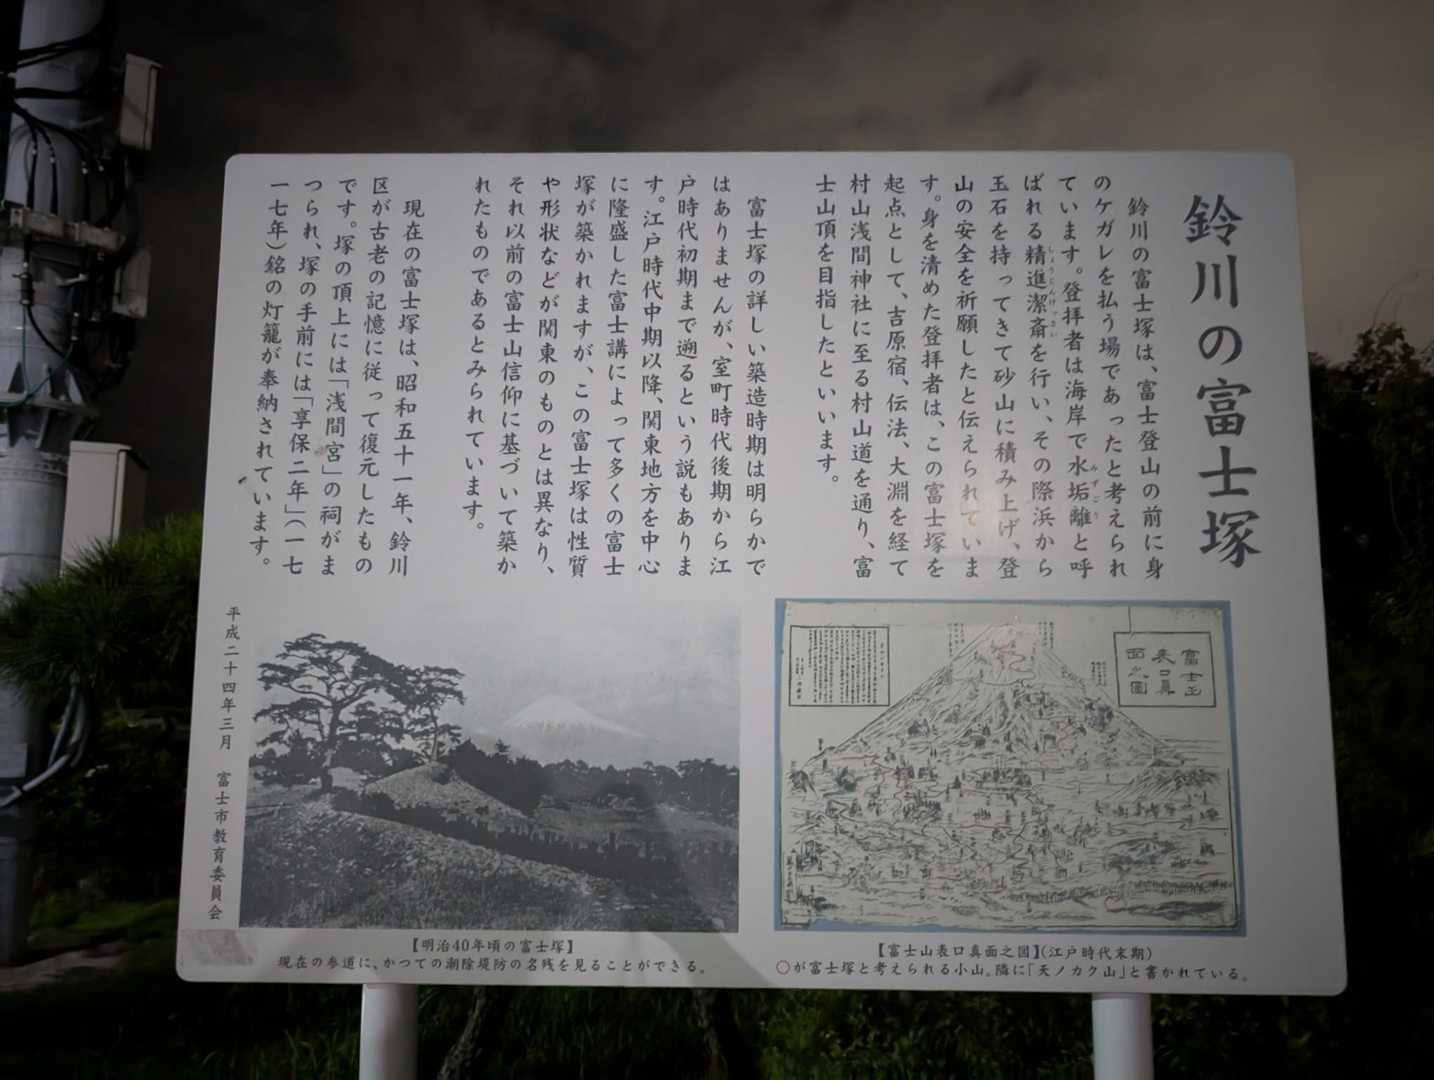 鈴川の富士塚
鈴川の富士塚は、富士登山の前に身
のケガレを払う場であったと考えられ
ています。登拝者は海岸で水垢離と呼
みずごり
ばれる精進潔斎を行い、その際浜から
しょうじんけっさい
玉石を持ってきて砂山に積み上げ、登
山の安全を祈願したと伝えられていま
す。身を清めた登拝者は、この富士塚を
起点として、吉原宿、伝法、大淵を経て
村山浅間神社に至る村山道を通り、富
士山頂を目指したといいます。
富士塚の詳しい築造時期は明らかで
はありませんが、室町時代後期から江
戸時代初期まで遡るという説もありま
す。江戸時代中期以降、関東地方を中心
に隆盛した富士講によって多くの富士
塚が築かれますが、この富士塚は性質
や形状などが関東のものとは異なり、
それ以前の富士山信仰に基づいて築か
れたものであるとみられています。
現在の富士塚は、昭和五十一年、鈴川
区が古老の記憶に従って復元したもの
です。塚の頂上には「浅間宮」の祠がま
つられ、塚の手前には「享保二年」(一七
一七年)銘の灯籠が奉納されています。
平成二十四年三月 富士市教育委員会
【明治40年頃の富士塚】
現在の参道に、かつての潮除堤防の名残を見ることができる。
富士山
表口真
面之図
【富士山表口真面之図】(江戸時代末期)
○が富士塚と考えられる小山。隣に「天ノカク山」と書かれている。